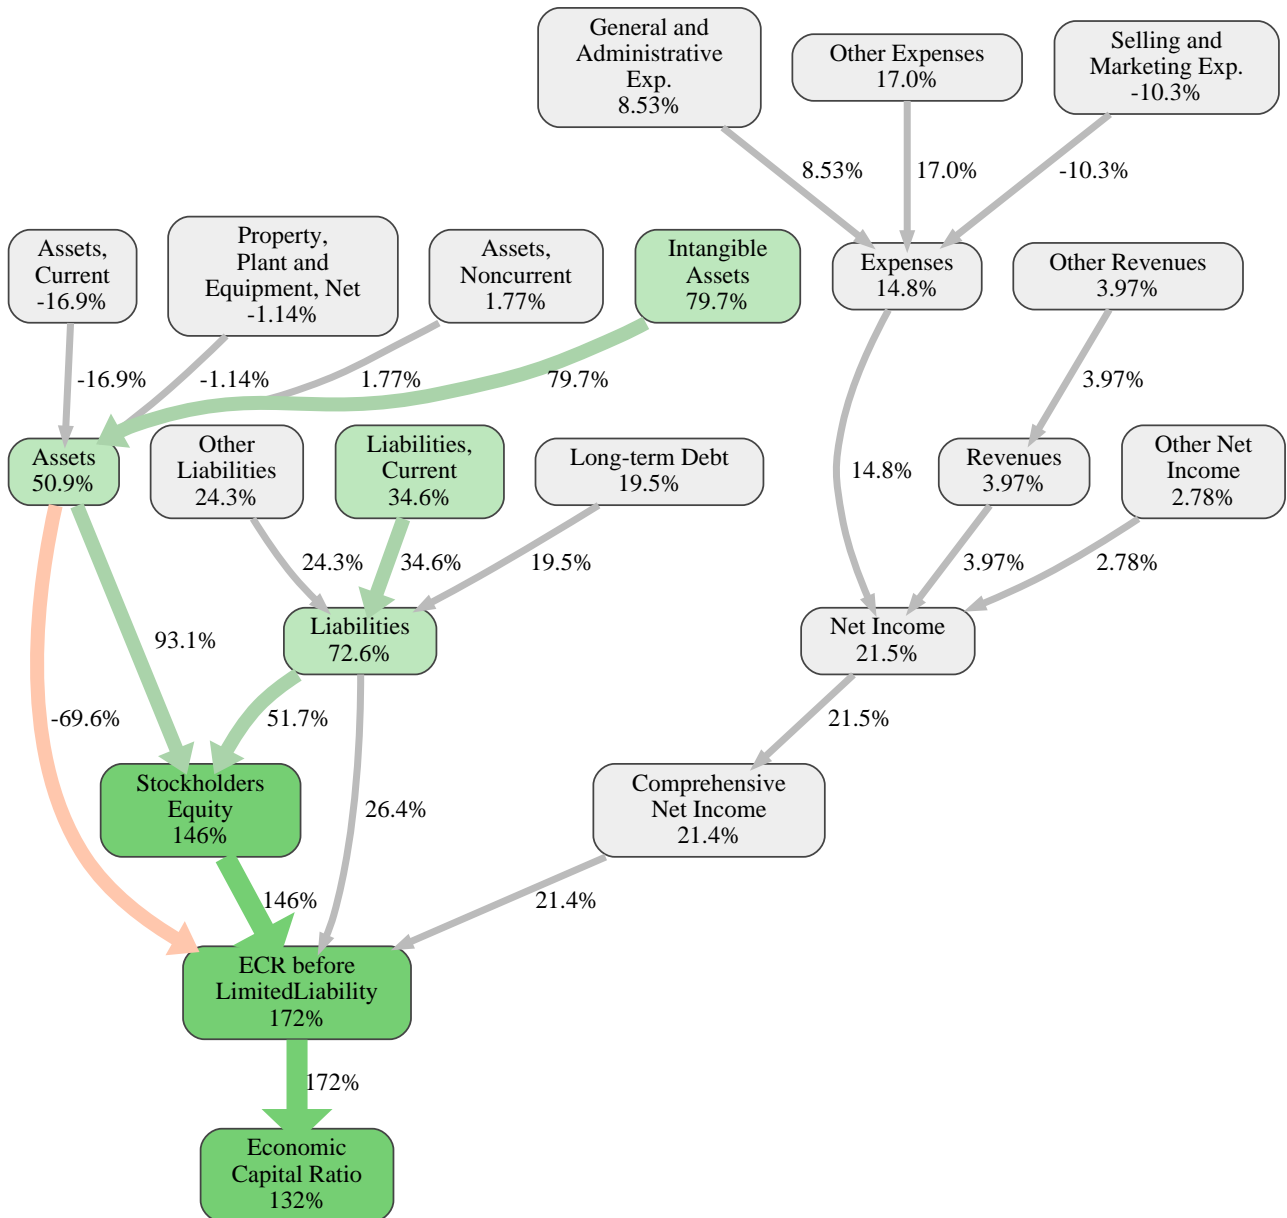 General and
Administrative
Exp.
8.53%
Other Expenses
17.0%
Selling and
Marketing Exp.
-10.3%
8.53%
17.0%
-10.3%
Assets,
Current
-16.9%
Property,
Plant and
Equipment, Net
-1.14%
Assets,
Noncurrent
1.77%
Intangible
Assets
79.7%
Expenses
14.8%
Other Revenues
3.97%
-16.9%
-1.14%
1.77%
79.7%
3.97%
Assets
50.9%
Other
Liabilities
24.3%
Liabilities,
Current
34.6%
Long-term Debt
19.5%
14.8%
Revenues
3.97%
Other Net
Income
2.78%
24.3%
34.6%
19.5%
3.97%
2.78%
93.1%
Liabilities
72.6%
Net Income
21.5%
-69.6%
51.7%
21.5%
Stockholders
Equity
146%
26.4%
Comprehensive
Net Income
21.4%
146%
21.4%
ECR before
LimitedLiability
172%
172%
Economic
Capital Ratio
132%